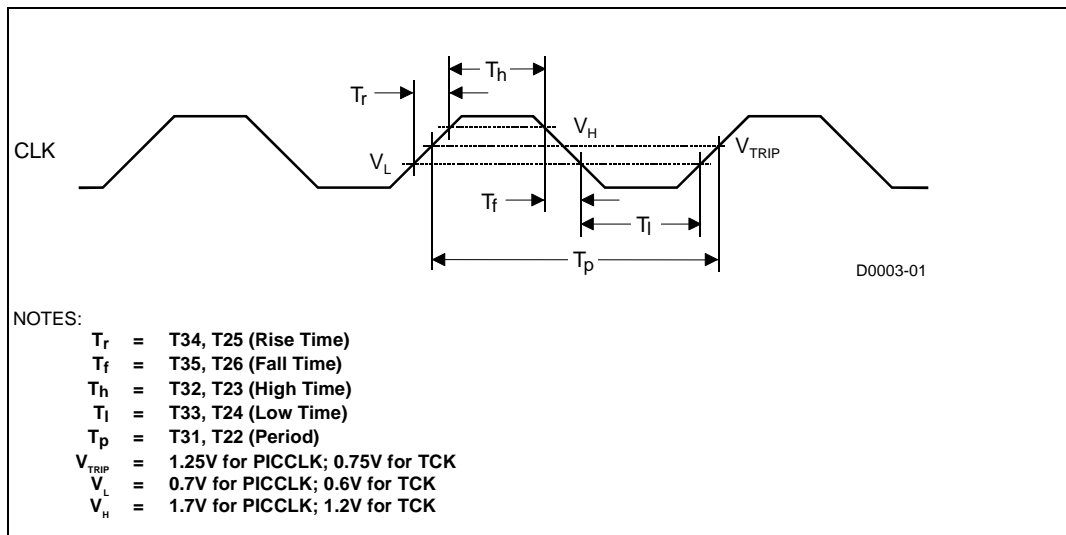 Th
Tr
VH
CLK
VL
VTRIP
Tf
Tl
Tp
D0003-01
NOTES:
Tr = T34, T25 (Rise Time)
Tf = T35, T26 (Fall Time)
Th = T32, T23 (High Time)
Tl = T33, T24 (Low Time)
Tp = T31, T22 (Period)
VTRIP = 1.25V for PICCLK; 0.75V for TCK
VL = 0.7V for PICCLK; 0.6V for TCK
VH = 1.7V for PICCLK; 1.2V for TCK